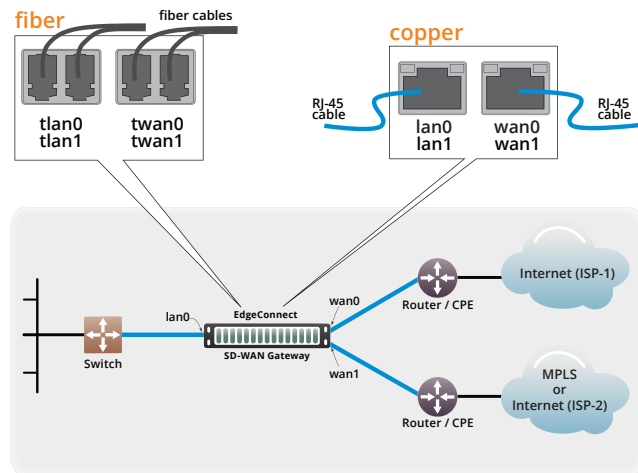 fiber
fiber cables
tlan0
tlan1
twan0
twan1
copper
RJ-45
cable
RJ-45
cable
lan0
lan1
wan0
wan1
EdgeConnect
lan0
wan0
Internet (ISP-1)
Router / CPE
Switch
SD-WAN Gateway
wan1
MPLS
or
Internet (ISP-2)
Router / CPE